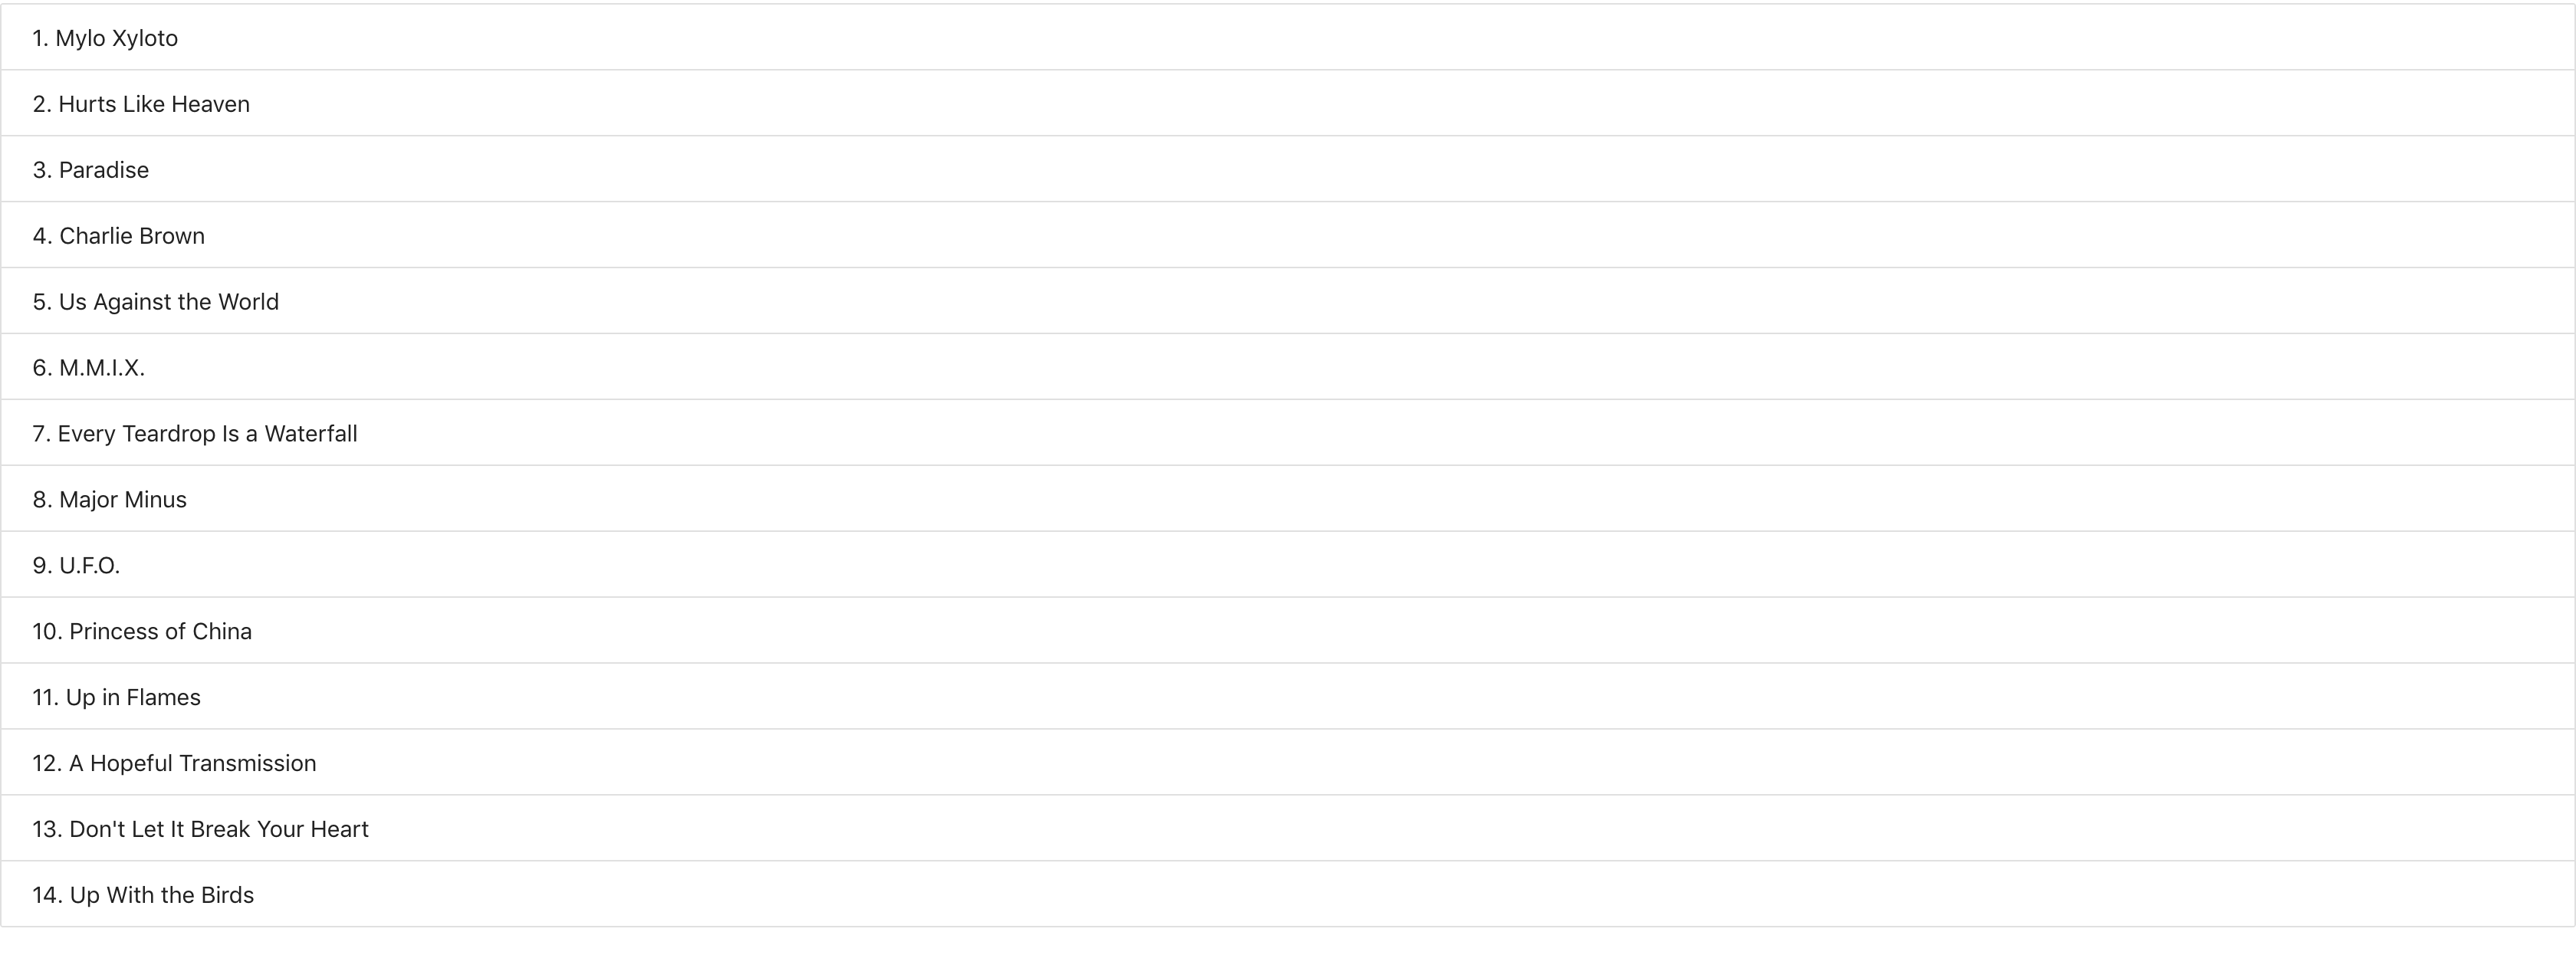 1. Mylo Xyloto
2. Hurts Like Heaven
3. Paradise
4. Charlie Brown
5. Us Against the World
6. M.M.I.X.
7. Every Teardrop Is a Waterfall
8. Major Minus
9. U.F.O.
10. Princess of China
11. Up in Flames
12. A Hopeful Transmission
13. Don't Let It Break Your Heart
14. Up With the Birds